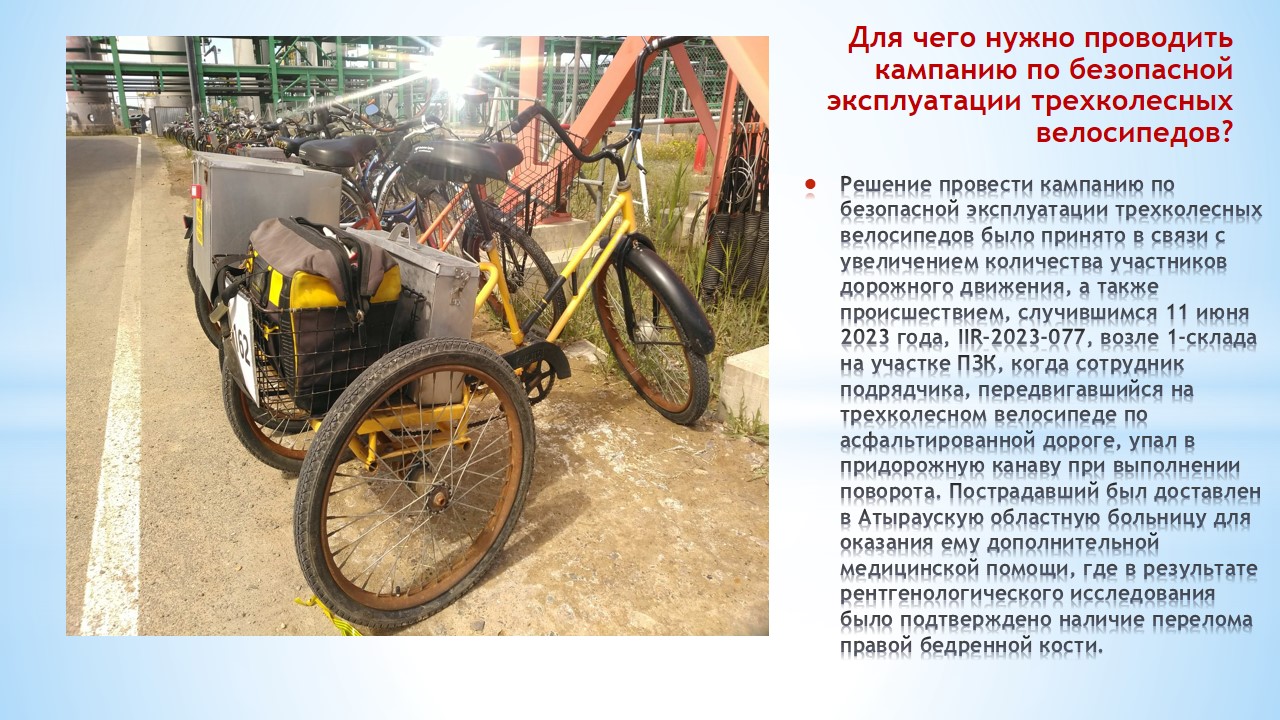 Для чего нужно проводить
кампанию по безопасной
эксплуатации трехколесных
велосипедов?
Решение провести кампанию по
безопасной эксплуатации трехколесных
велосипедов было принято в связи с
увеличением количества участников
дорожного движения, а также
происшествием, случившимся 11 июня
2023 года, IIR-2023-077, возле 1-склада
на участке ПЗК, когда сотрудник
подрядчика, передвигавшийся на
трехколесном велосипеде по
асфальтированной дороге, упал в
придорожную канаву при выполнении
поворота. Пострадавший был доставлен
в Атыраускую областную больницу для
оказания ему дополнительной
медицинской помощи, где в результате
рентгенологического исследования
было подтверждено наличие перелома
правой бедренной кости.